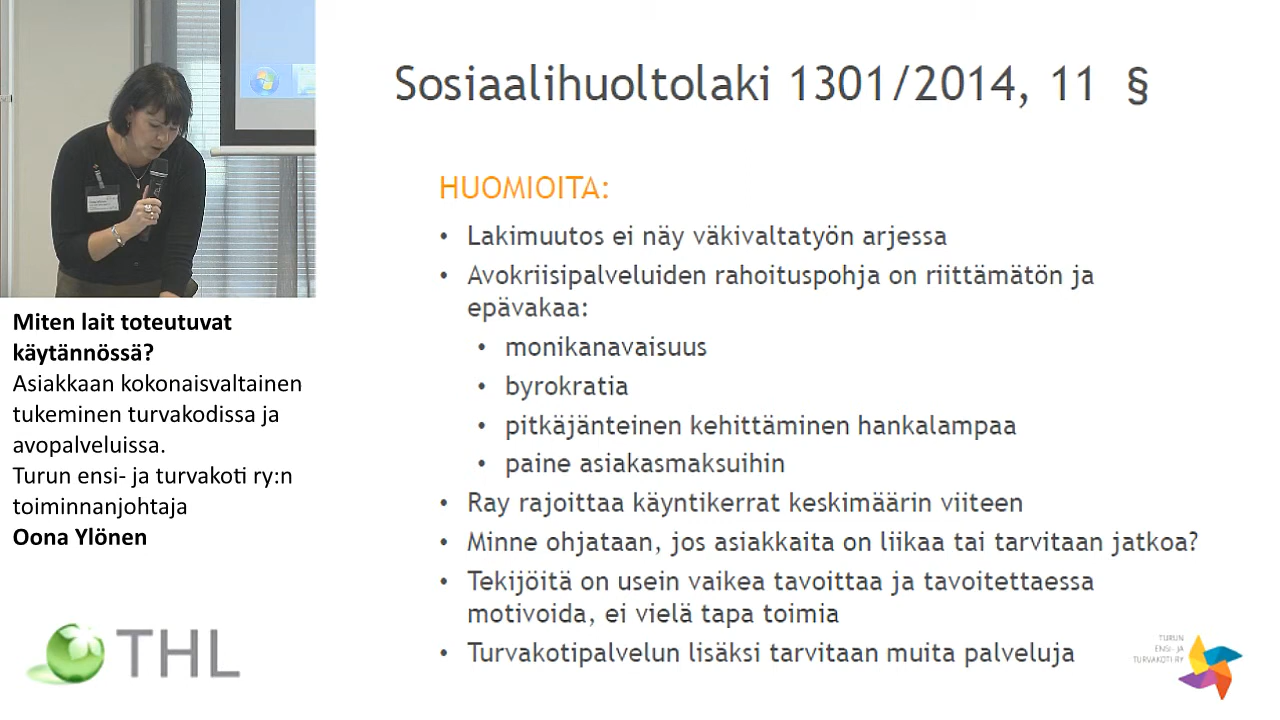 Sosiaalihuoltolaki 1301/2014, 11 §
HUOMIOITA:
• Lakimuutos ei näy väkivaltatyön arjessa
• Avokriisipalveluiden rahoituspohja on riittämätön ja
epävakaa:
• monikanavaisuus
• byrokratia
• pitkäjänteinen kehittäminen hankalampaa
• paine asiakasmaksuihin
• Ray rajoittaa käyntikerrat keskimäärin viiteen
• Minne ohjataan, jos asiakkaita on liikaa tai tarvitaan jatkoa?
• Tekijöitä on usein vaikea tavoittaa ja tavoitettaessa
motivoida, ei vielä tapa toimia
• Turvakotipalvelun lisäksi tarvitaan muita palveluja
Miten lait toteutuvat
käytännössä?
Asiakkaan kokonaisvaltainen
tukeminen turvakodissa ja
avopalveluissa.
Turun ensi- ja turvakoti ry:n
toiminnanjohtaja
Oona Ylönen
THL
TURUN
ENSI- JA
TURVAKOTI RY